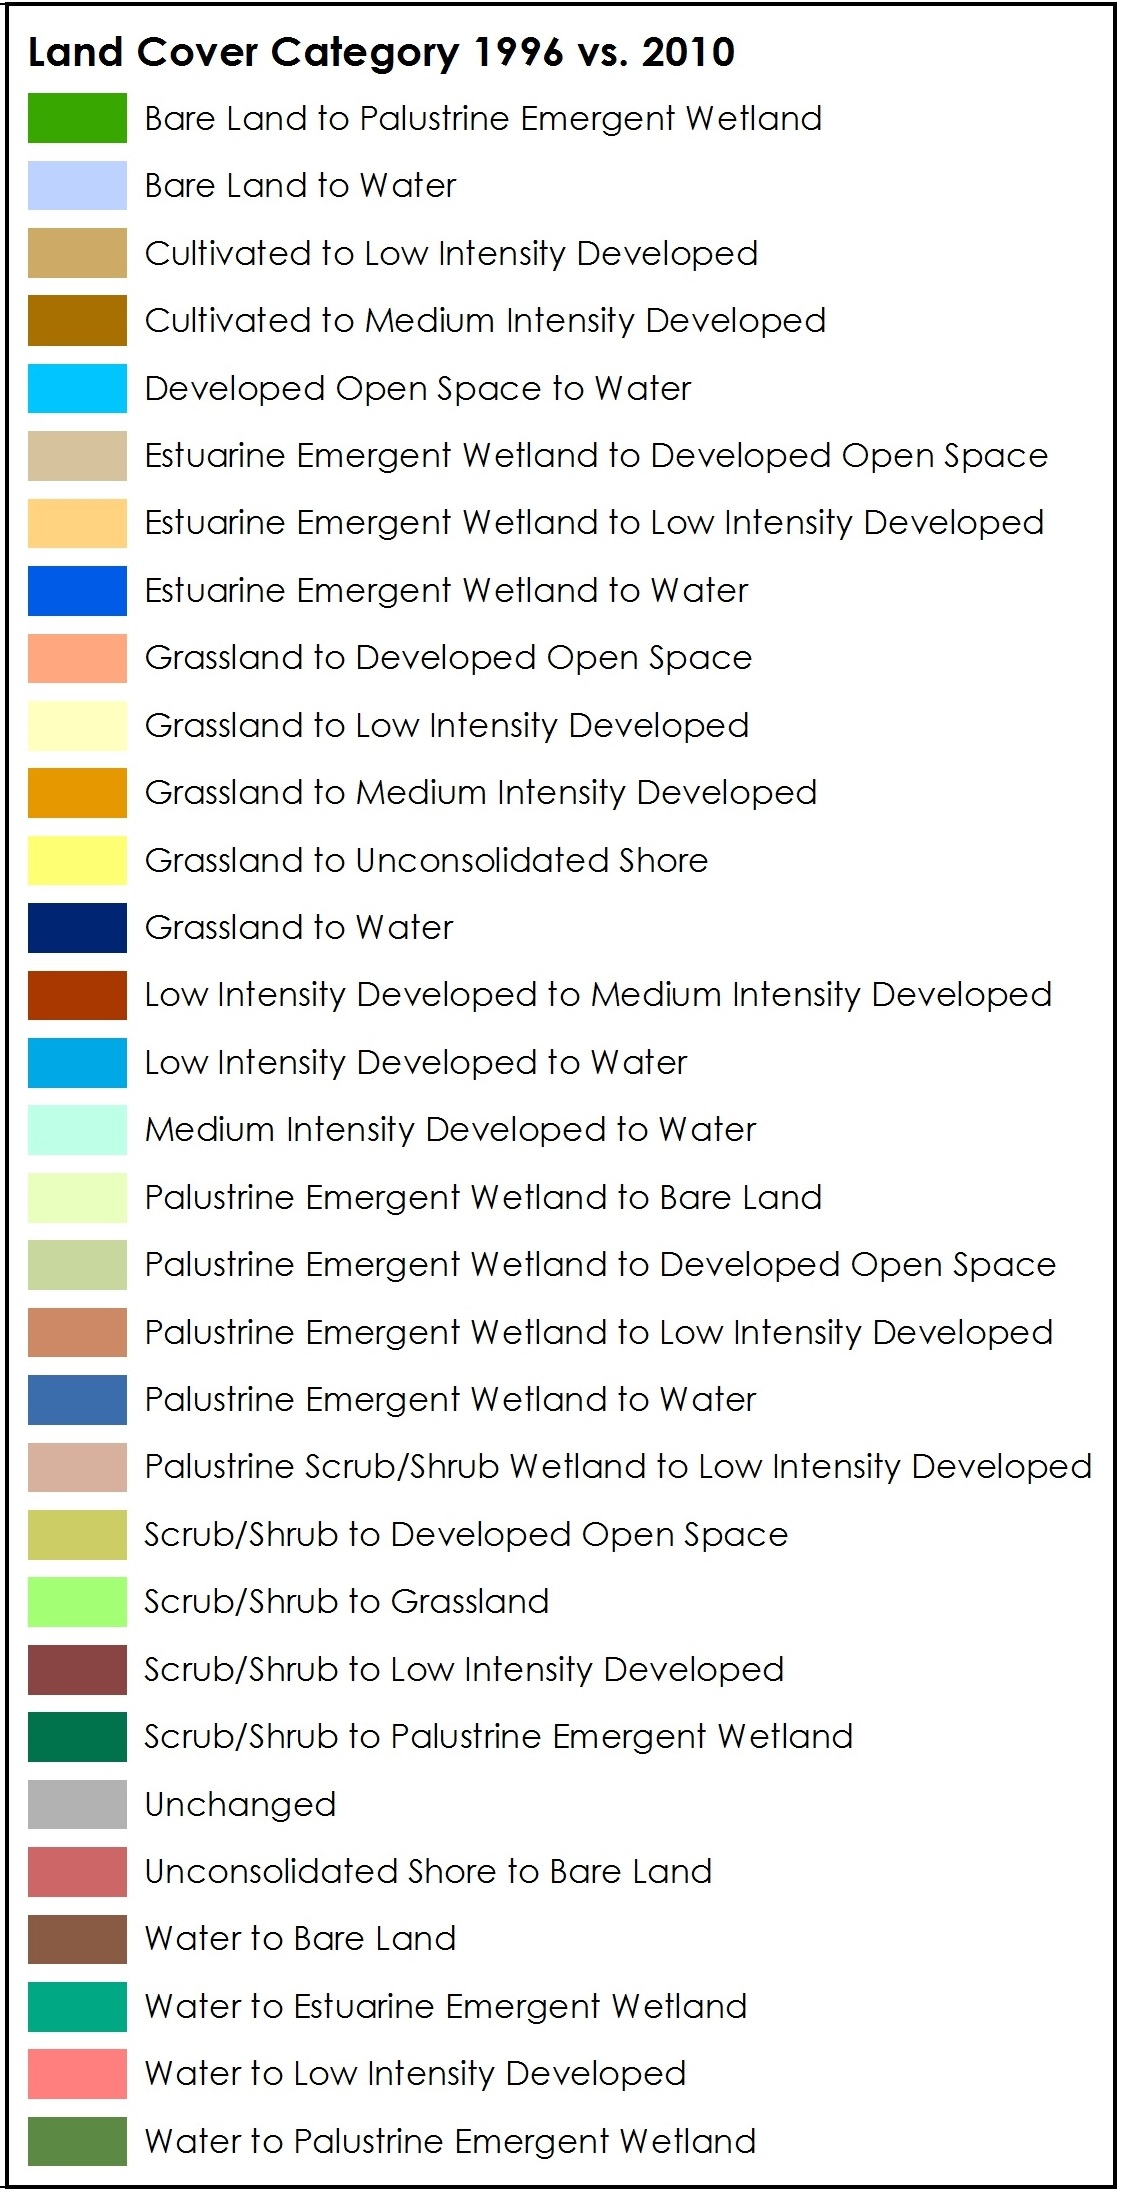 Land Cover Category 1996 vs. 2010
Bare Land to Palustrine Emergent Wetland
Bare Land to Water
Cultivated to Low Intensity Developed
Cultivated to Medium Intensity Developed
Developed Open Space to Water
Estuarine Emergent Wetland to Developed Open Space
Estuarine Emergent Wetland to Low Intensity Developed
Estuarine Emergent Wetland to Water
Grassland to Developed Open Space
Grassland to Low Intensity Developed
Grassland to Medium Intensity Developed
Grassland to Unconsolidated Shore
Grassland to Water
Low Intensity Developed to Medium Intensity Developed
Low Intensity Developed to Water
Medium Intensity Developed to Water
Palustrine Emergent Wetland to Bare Land
Palustrine Emergent Wetland to Developed Open Space
Palustrine Emergent Wetland to Low Intensity Developed
Palustrine Emergent Wetland to Water
Palustrine Scrub/Shrub Wetland to Low Intensity Developed
Scrub/Shrub to Developed Open Space
Scrub/Shrub to Grassland
Scrub/Shrub to Low Intensity Developed
Scrub/Shrub to Palustrine Emergent Wetland
Unchanged
Unconsolidated Shore to Bare Land
Water to Bare Land
Water to Estuarine Emergent Wetland
Water to Low Intensity Developed
Water to Palustrine Emergent Wetland